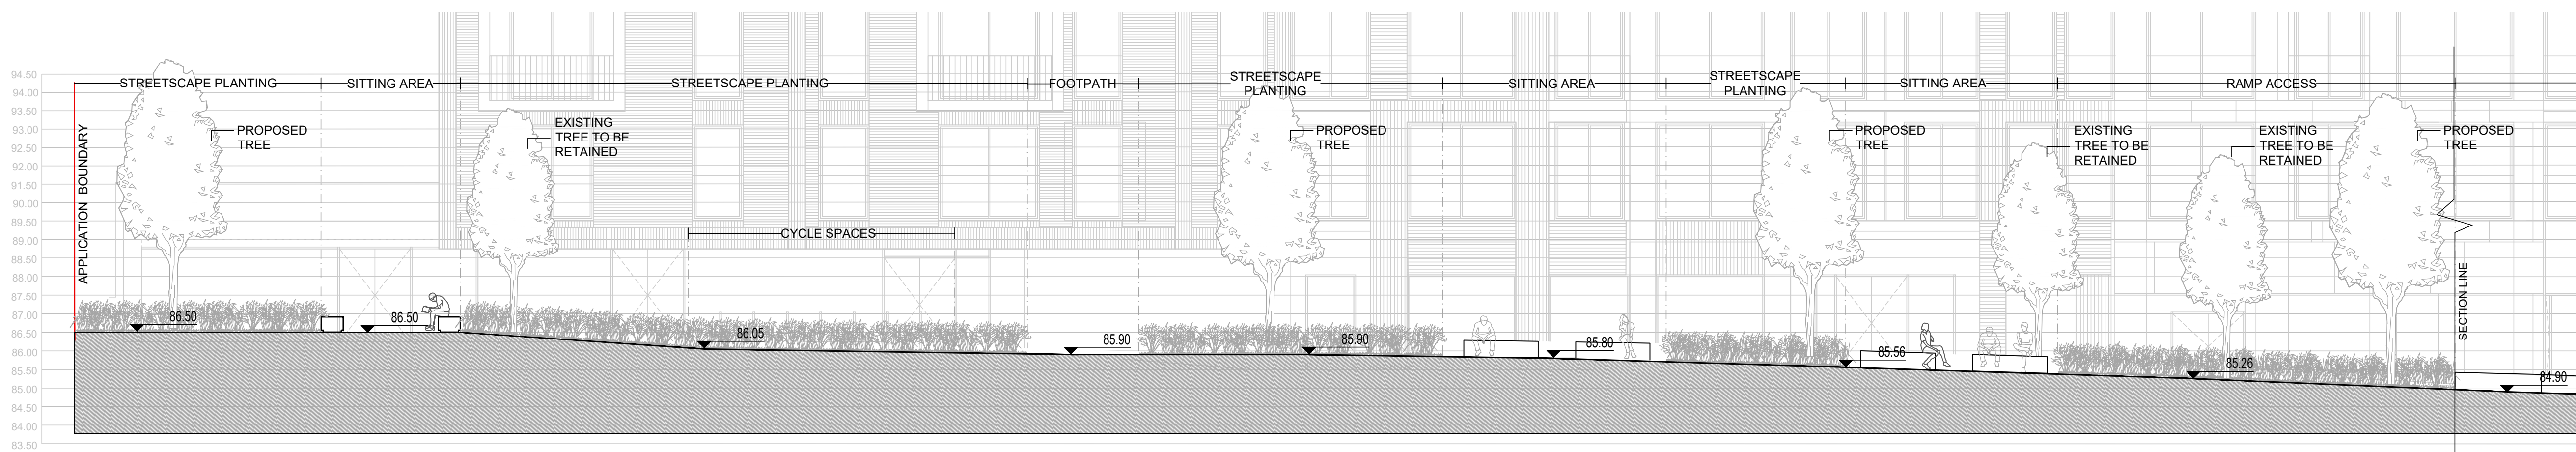 STREETSCAPE PLANTING
SITTING AREA
STREETSCAPE PLANTING
FOOTPATH
STREETSCAPE
PLANTING
SITTING AREA
STREETSCAPE
PLANTING
SITTING AREA
RAMP ACCESS
94.50
94.00
93.50
93.00
92.50
92.00
91.50
91.00
90.50
90.00
89.50
89.00
88.50
88.00
87.50
87.00
86.50
86.00
85.50
85.00
84.50
84.00
83.50
APPLICATION BOUNDARY
PROPOSED
TREE
EXISTING
TREE TO BE
RETAINED
PROPOSED
TREE
PROPOSED
TREE
EXISTING
TREE TO BE
RETAINED
EXISTING
TREE TO BE
RETAINED
PROPOSED
TREE
CYCLE SPACES
SECTION LINE
86.50
86.50
86.05
85.90
85.90
85.80
85.56
85.26
84.90